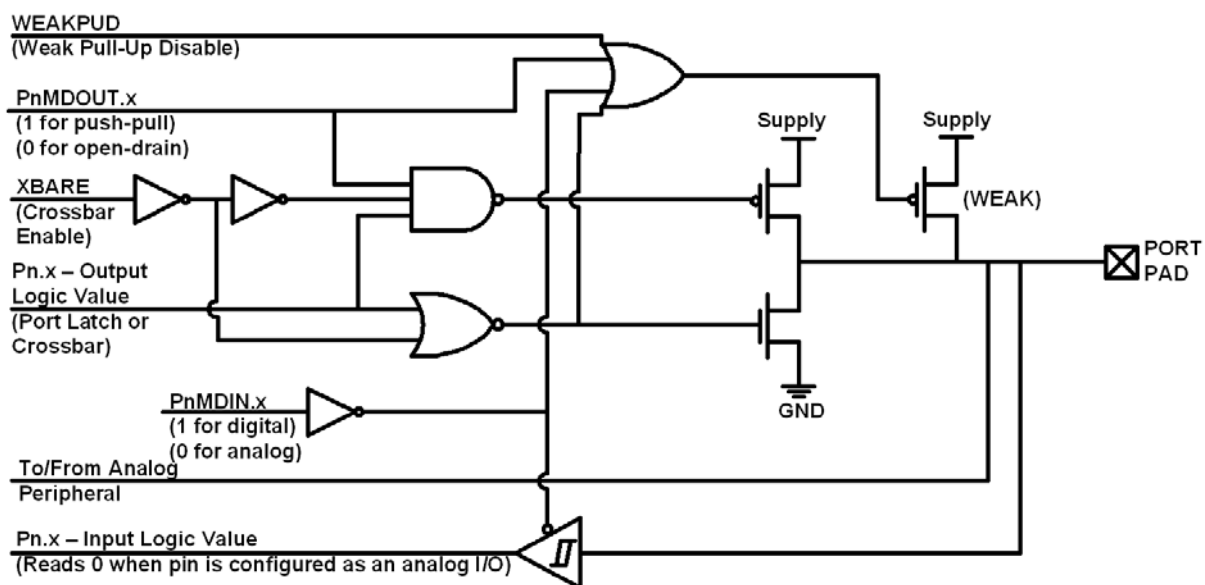 WEAKPUD
(Weak Pull-Up Disable)
PnMDOUT.x
(1 for push-pull)
(0 for open-drain)
XBARE
(Crossbar
Enable)
Pn.x – Output
Logic Value
(Port Latch or
Crossbar)
PnMDIN.x
(1 for digital)
(0 for analog)
To/From Analog
Peripheral
Pn.x – Input Logic Value
(Reads 0 when pin is configured as an analog I/O)
Supply
Supply
(WEAK)
GND
PORT
PAD